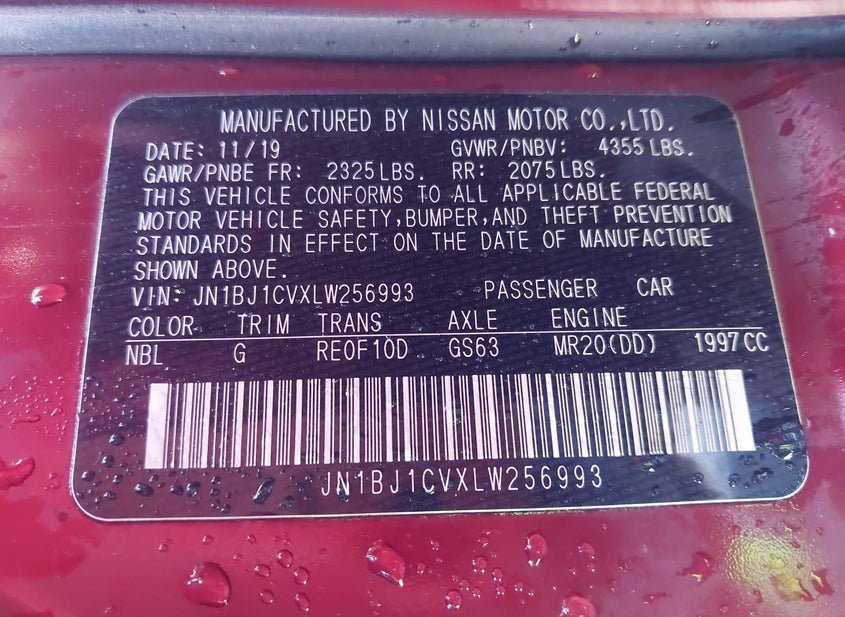 MANUFACTURED BY NISSAN MOTOR CO.,LTD.
DATE: 11/19 GVWR/PNBV: 4355 LBS.
GAWR/PNBE FR: 2325 LBS. RR: 2075 LBS.
THIS VEHICLE CONFORMS TO ALL APPLICABLE FEDERAL
MOTOR VEHICLE SAFETY,BUMPER,AND THEFT PREVENTION
STANDARDS IN EFFECT ON THE DATE OF MANUFACTURE
SHOWN ABOVE.
VIN: JN1BJ1CVXLW256993 PASSENGER CAR
COLOR TRIM TRANS AXLE ENGINE
NBL G RE0F10D GS63 MR20(DD) 1997 CC
JN1BJ1CVXLW256993